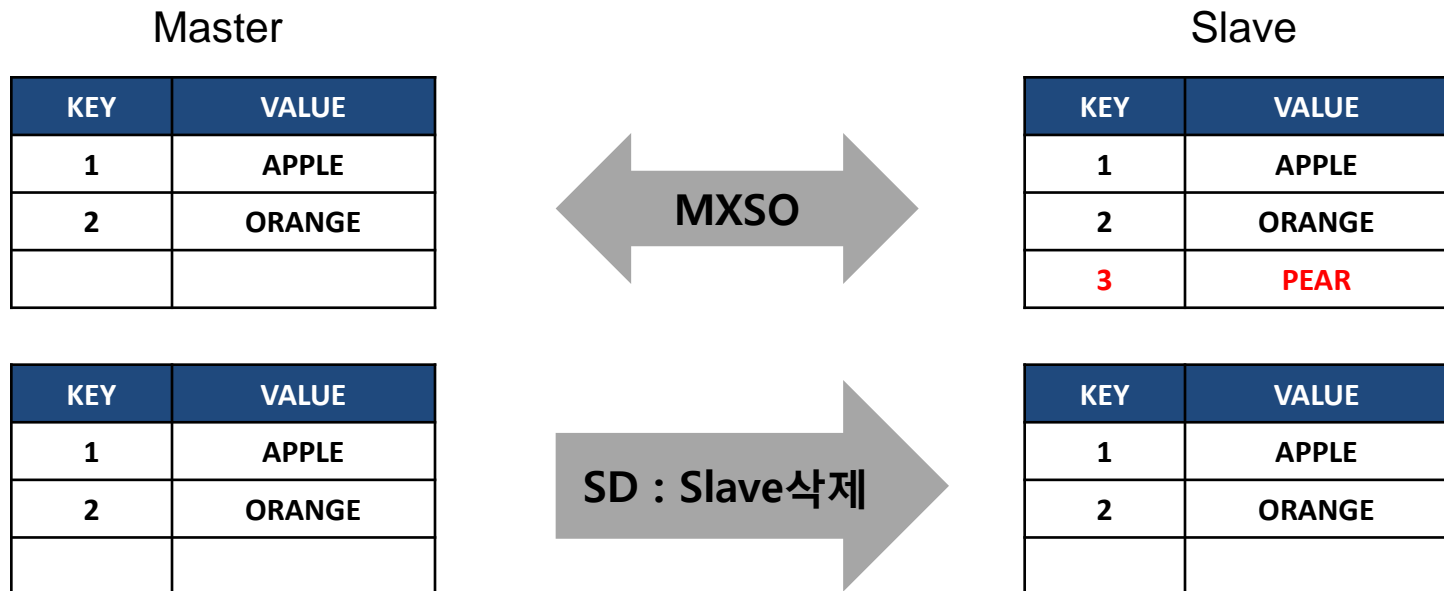 Master
Slave
KEY VALUE
1 APPLE
2 ORANGE
MXSO
KEY VALUE
1 APPLE
2 ORANGE
3 PEAR
KEY VALUE
1 APPLE
2 ORANGE
SD : Slave삭제
KEY VALUE
1 APPLE
2 ORANGE